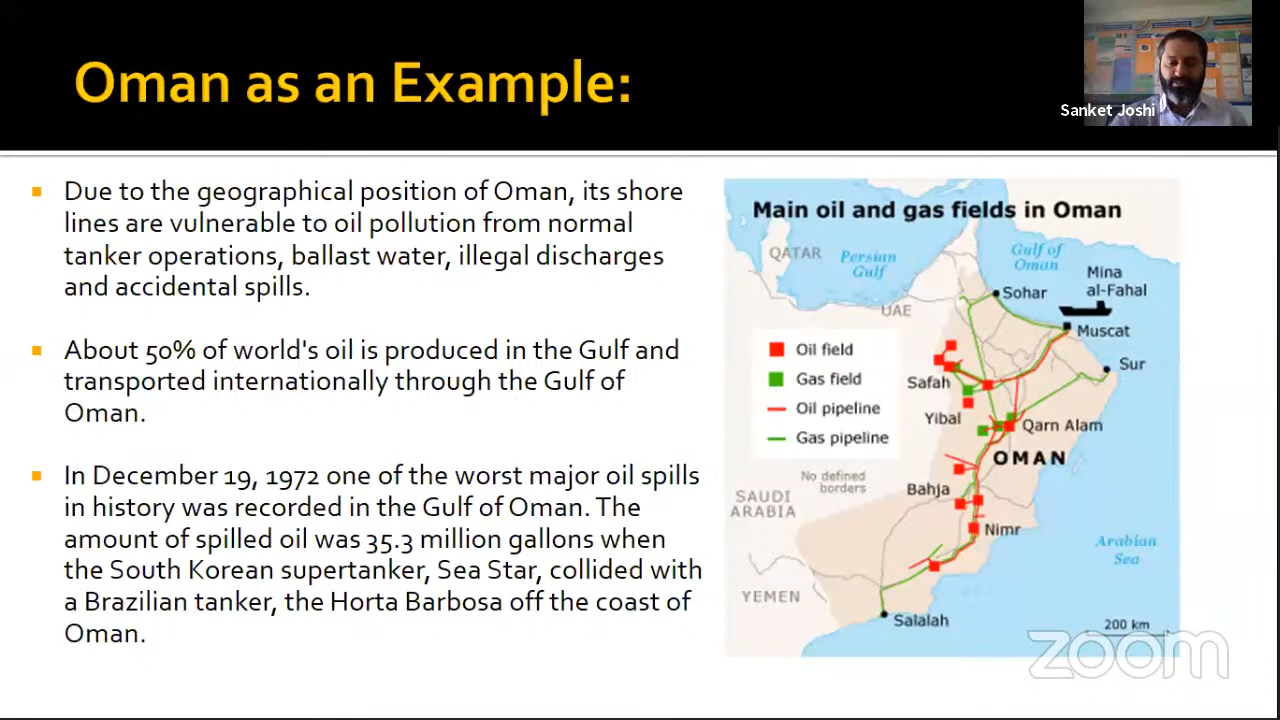 Oman as an Example:
Sanket Joshi
Due to the geographical position of Oman, its shore
lines are vulnerable to oil pollution from normal
tanker operations, ballast water, illegal discharges
and accidental spills.
About 50% of world's oil is produced in the Gulf and
transported internationally through the Gulf of
Oman.
In December 19, 1972 one of the worst major oil spills
in history was recorded in the Gulf of Oman. The
amount of spilled oil was 35.3 million gallons when
the South Korean supertanker, Sea Star, collided with
a Brazilian tanker, the Horta Barbosa off the coast of
Oman.
Main oil and gas fields in Oman
QATAR
Persian
Gulf
Gulf of
Oman
Mina
al-Fahal
Sohar
UAE
Muscat
Oil field
Gas field
Oil pipeline
Gas pipeline
Sur
Safah
Yibal
Qarn Alam
OMAN
No defined
borders
Bahja
SAUDI
ARABIA
Nimr
Arabian
Sea
YEMEN
Salalah
200 km
zoom